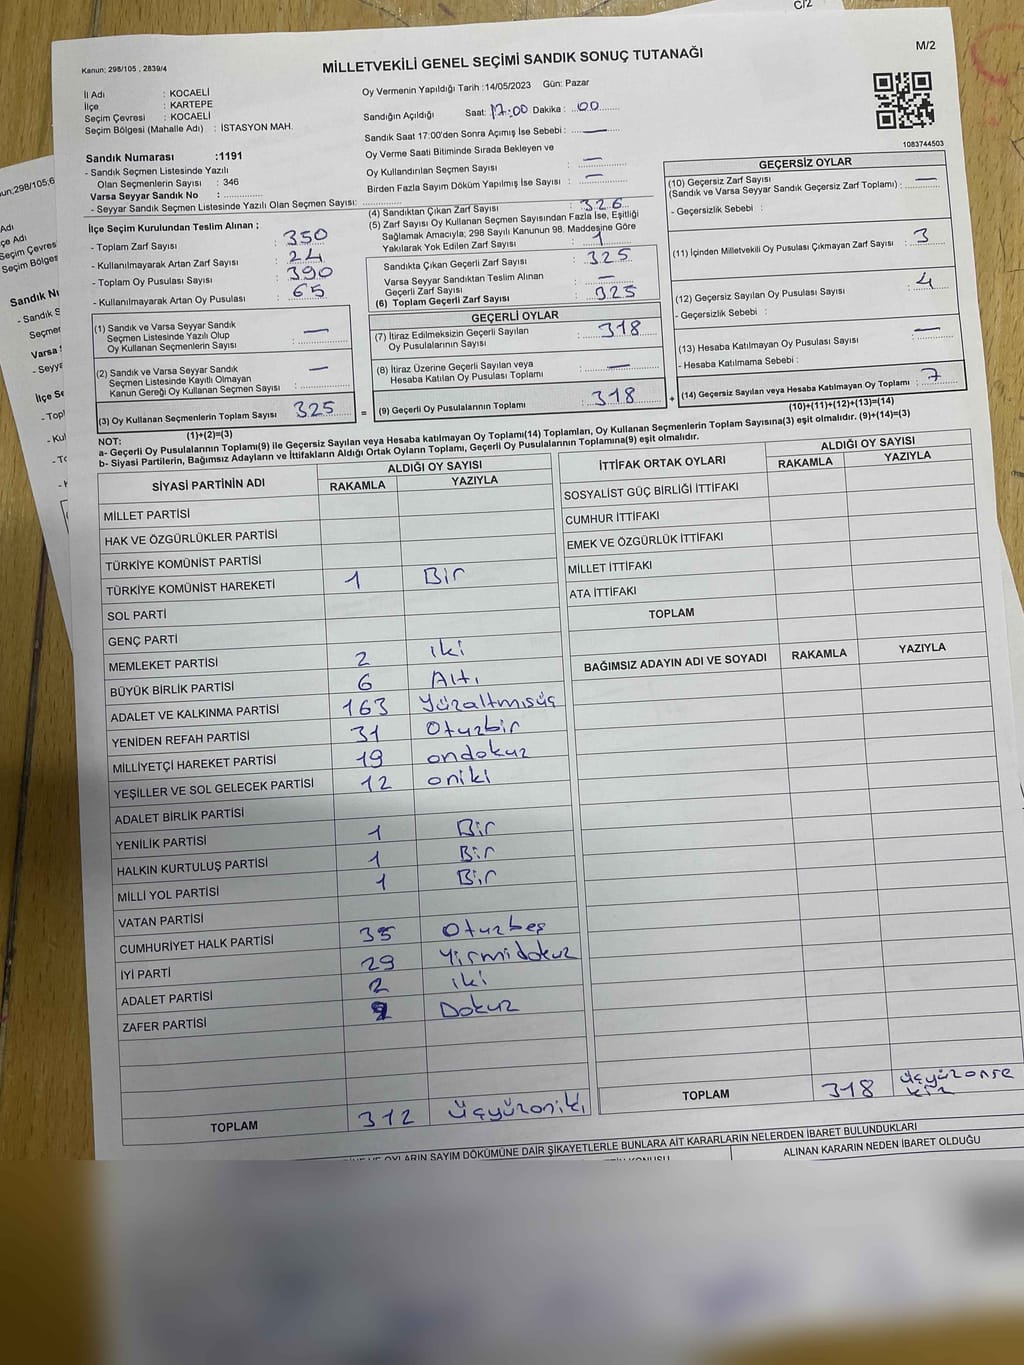 C/2
Kanun: 298/105 , 2839/4
MİLLETVEKİLİ GENEL SEÇİMİ SANDIK SONUÇ TUTANAĞI
M/2
İl Adı : KOCAELİ
İlçe : KARTEPE
Seçim Çevresi : KOCAELİ
Seçim Bölgesi (Mahalle Adı) : İSTASYON MAH.
Oy Vermenin Yapıldığı Tarih :14/05/2023 Gün: Pazar
Sandığın Açıldığı Saat: 17:00 Dakika : 00
Sandık Saat 17:00'den Sonra Açımış İse Sebebi : —
Oy Verme Saati Bitiminde Sırada Bekleyen ve
Oy Kullandırılan Seçmen Sayısı : —
Birden Fazla Sayım Döküm Yapılmış İse Sayısı : —
1083744503
Sandık Numarası :1191
- Sandık Seçmen Listesinde Yazılı
Olan Seçmenlerin Sayısı : 346
Varsa Seyyar Sandık No :
- Seyyar Sandık Seçmen Listesinde Yazılı Olan Seçmen Sayısı:
İlçe Seçim Kurulundan Teslim Alınan ;
- Toplam Zarf Sayısı : 350
- Kullanılmayarak Artan Zarf Sayısı : 24
- Toplam Oy Pusulası Sayısı : 390
- Kullanılmayarak Artan Oy Pusulası : 65
(1) Sandık ve Varsa Seyyar Sandık
Seçmen Listesinde Yazılı Olup
Oy Kullanan Seçmenlerin Sayısı : —
(2) Sandık ve Varsa Seyyar Sandık
Seçmen Listesinde Kayıtlı Olmayan
Kanun Gereği Oy Kullanan Seçmen Sayısı : —
(3) Oy Kullanan Seçmenlerin Toplam Sayısı 325
(1)+(2)=(3)
(4) Sandıktan Çıkan Zarf Sayısı : 326
(5) Zarf Sayısı Oy Kullanan Seçmen Sayısından Fazla İse, Eşitliği
Sağlamak Amacıyla; 298 Sayılı Kanunun 98. Maddesine Göre
Yakılarak Yok Edilen Zarf Sayısı : 1
Sandıkta Çıkan Geçerli Zarf Sayısı : 325
Varsa Seyyar Sandıktan Teslim Alınan
Geçerli Zarf Sayısı : —
(6) Toplam Geçerli Zarf Sayısı : 325
GEÇERLİ OYLAR
(7) İtiraz Edilmeksizin Geçerli Sayılan
Oy Pusulalarının Sayısı : 318
(8) İtiraz Üzerine Geçerli Sayılan veya
Hesaba Katılan Oy Pusulası Toplamı : —
= (9) Geçerli Oy Pusulalarının Toplamı : 318
GEÇERSİZ OYLAR
(10) Geçersiz Zarf Sayısı
(Sandık ve Varsa Seyyar Sandık Geçersiz Zarf Toplamı) : —
- Geçersizlik Sebebi :
(11) İçinden Milletvekili Oy Pusulası Çıkmayan Zarf Sayısı : 3
(12) Geçersiz Sayılan Oy Pusulası Sayısı : 4
- Geçersizlik Sebebi :
(13) Hesaba Katılmayan Oy Pusulası Sayısı : —
- Hesaba Katılmama Sebebi :
+ (14) Geçersiz Sayılan veya Hesaba Katılmayan Oy Toplamı : 7
(10)+(11)+(12)+(13)=(14)
NOT:
a- Geçerli Oy Pusulalarının Toplamı(9) ile Geçersiz Sayılan veya Hesaba katılmayan Oy Toplamı(14) Toplamları, Oy Kullanan Seçmenlerin Toplam Sayısına(3) eşit olmalıdır. (9)+(14)=(3)
b- Siyasi Partilerin, Bağımsız Adayların ve İttifakların Aldığı Ortak Oyların Toplamı, Geçerli Oy Pusulalarının Toplamına(9) eşit olmalıdır.
SİYASİ PARTİNİN ADI ALDIĞI OY SAYISI
RAKAMLA YAZIYLA
MİLLET PARTİSİ
HAK VE ÖZGÜRLÜKLER PARTİSİ
TÜRKİYE KOMÜNİST PARTİSİ
TÜRKİYE KOMÜNİST HAREKETİ 1 Bir
SOL PARTİ
GENÇ PARTİ
MEMLEKET PARTİSİ 2 iki
BÜYÜK BİRLİK PARTİSİ 6 Altı
ADALET VE KALKINMA PARTİSİ 163 Yüzaltmışüç
YENİDEN REFAH PARTİSİ 31 Otuzbir
MİLLİYETÇİ HAREKET PARTİSİ 19 ondokuz
YEŞİLLER VE SOL GELECEK PARTİSİ 12 oniki
ADALET BİRLİK PARTİSİ
YENİLİK PARTİSİ 1 Bir
HALKIN KURTULUŞ PARTİSİ 1 Bir
MİLLİ YOL PARTİSİ 1 Bir
VATAN PARTİSİ
CUMHURİYET HALK PARTİSİ 35 Otuzbeş
İYİ PARTİ 29 Yirmidokuz
ADALET PARTİSİ 2 iki
ZAFER PARTİSİ 9 Dokuz
TOPLAM 312 üçyüzoniki
İTTİFAK ORTAK OYLARI ALDIĞI OY SAYISI
RAKAMLA YAZIYLA
SOSYALİST GÜÇ BİRLİĞİ İTTİFAKI
CUMHUR İTTİFAKI
EMEK VE ÖZGÜRLÜK İTTİFAKI
MİLLET İTTİFAKI
ATA İTTİFAKI
TOPLAM
BAĞIMSIZ ADAYIN ADI VE SOYADI RAKAMLA YAZIYLA
TOPLAM 318 üçyüzonse
kiz
OYLARIN SAYIM DÖKÜMÜNE DAİR ŞİKAYETLERLE BUNLARA AİT KARARLARIN NELERDEN İBARET BULUNDUKLARI
ALINAN KARARIN NEDEN İBARET OLDUĞU